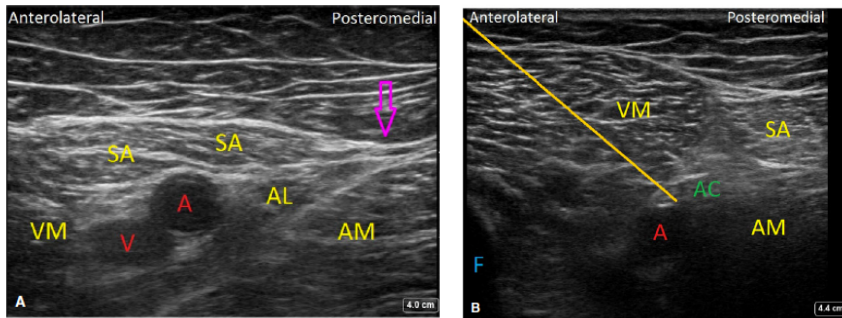 Anterolateral
Posteromedial
SA
SA
A
AL
VM
V
AM
A
4.0 cm
Anterolateral
Posteromedial
VM
SA
AC
A
AM
F
B
4.4 cm